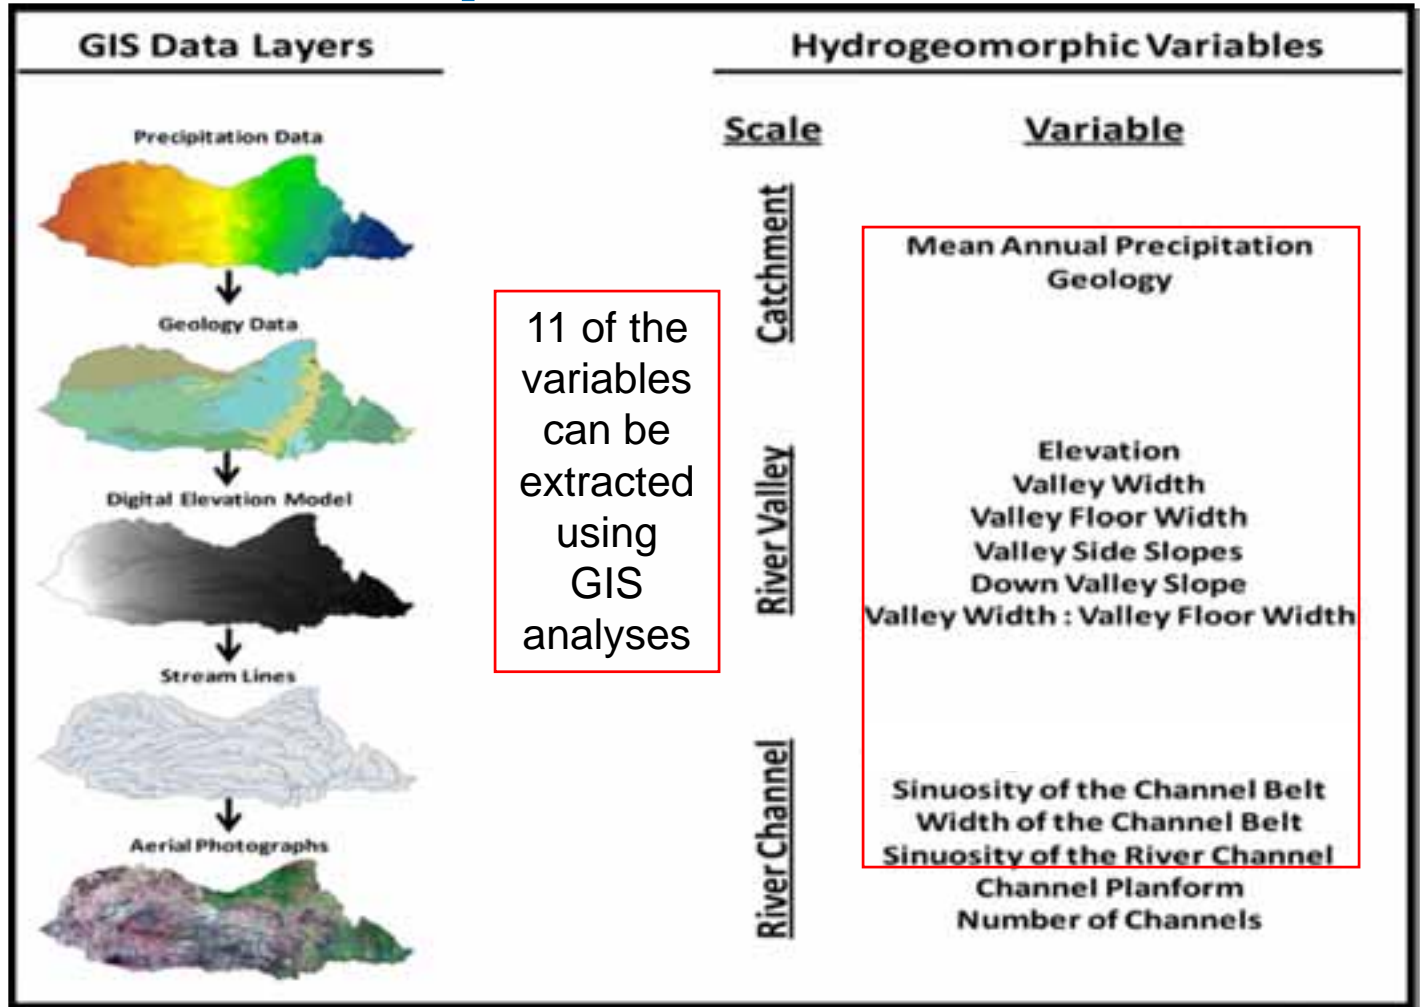 GIS Data Layers
Precipitation Data
Geology Data
Digital Elevation Model
Stream Lines
Aerial Photographs
11 of the
variables
can be
extracted
using
GIS
analyses
Hydrogeomorphic Variables
Scale
Variable
Catchment
Mean Annual Precipitation
Geology
River Valley
Elevation
Valley Width
Valley Floor Width
Valley Side Slopes
Down Valley Slope
Valley Width : Valley Floor Width
River Channel
Sinuosity of the Channel Belt
Width of the Channel Belt
Sinuosity of the River Channel
Channel Planform
Number of Channels